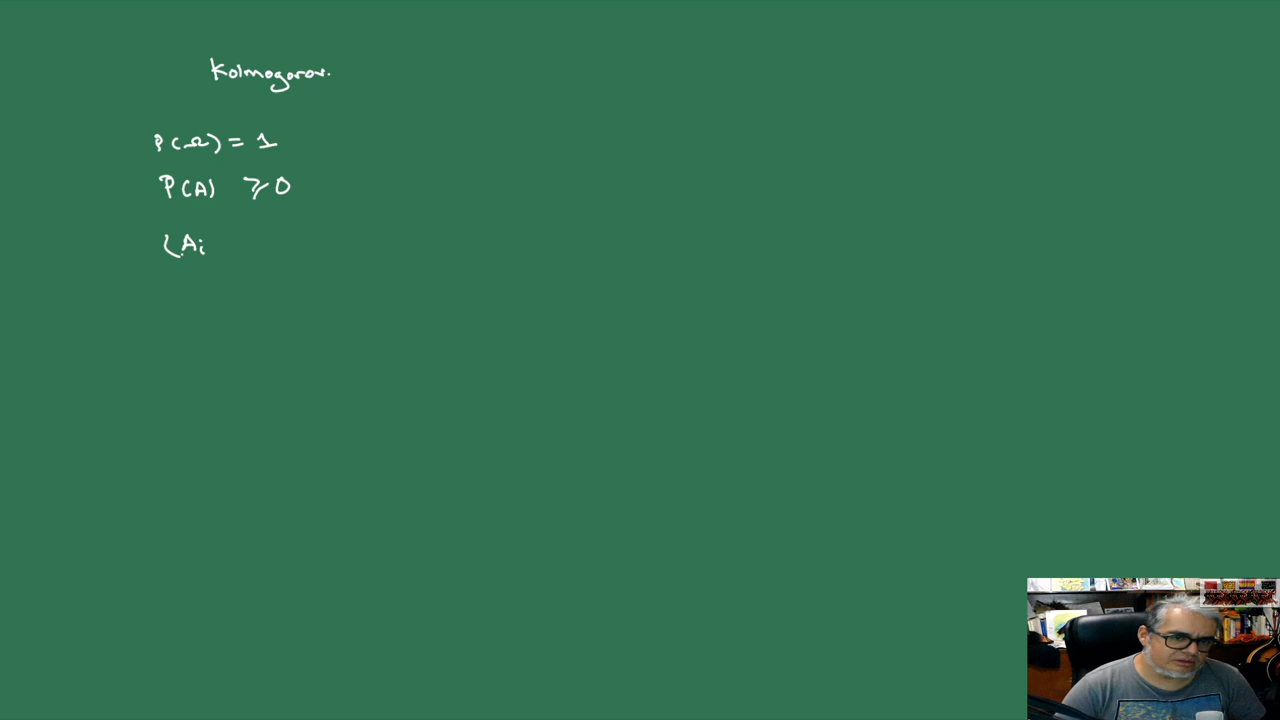 Kolmogorov.
P(Ω) = 1
P(A) ⩾ 0
(Ai